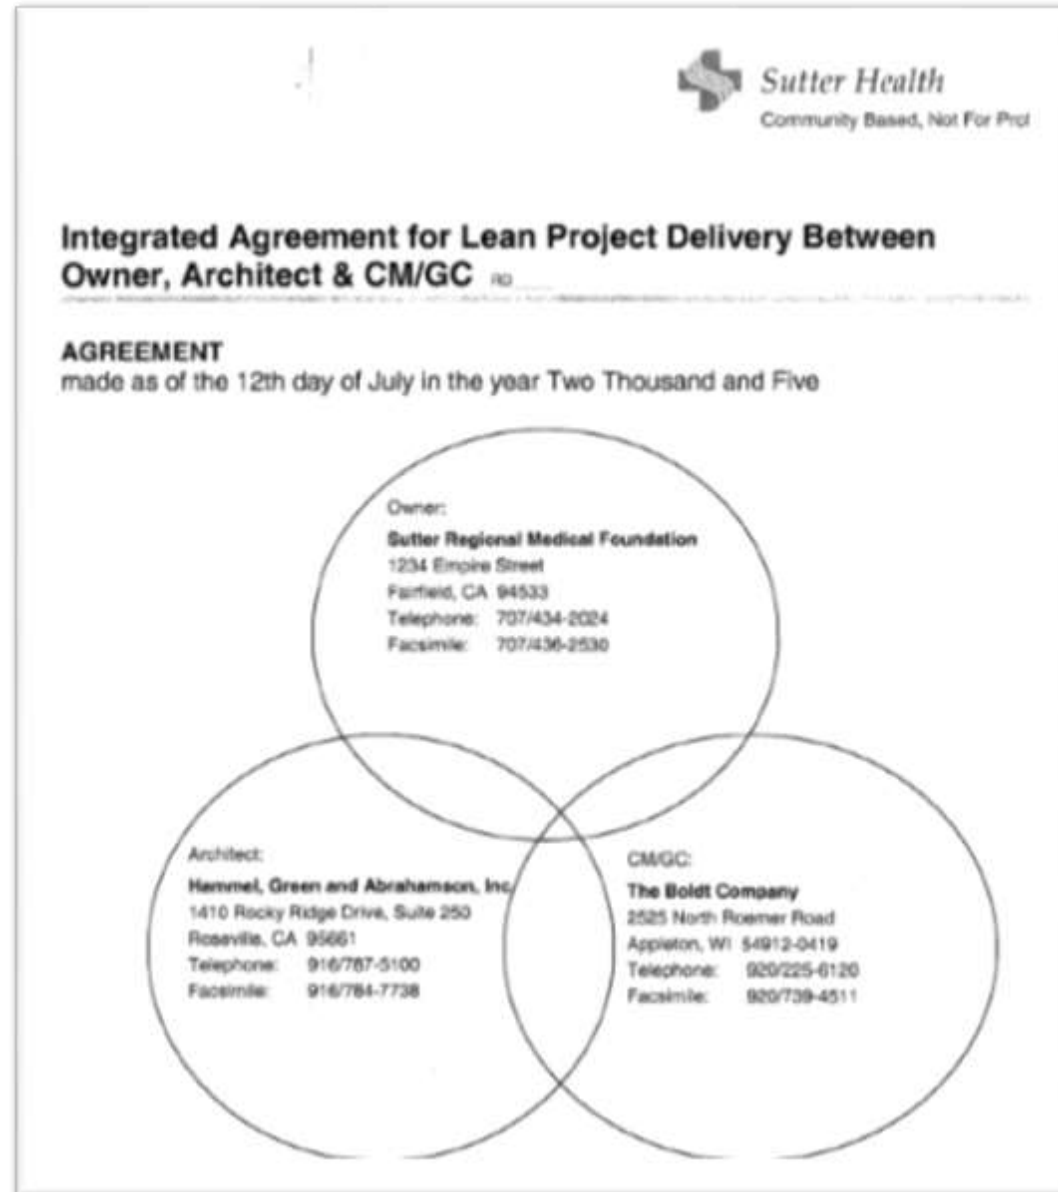 Sutter Health
Community Based, Not For Prof
Integrated Agreement for Lean Project Delivery Between
Owner, Architect & CM/GC
AGREEMENT
made as of the 12th day of July in the year Two Thousand and Five
Owner:
Sutter Regional Medical Foundation
1234 Empire Street
Fairfield, CA 94533
Telephone: 707/434-2024
Facsimile: 707/436-2530
Architect:
Hammel, Green and Abrahamson, Inc
1410 Rocky Ridge Drive, Suite 250
Roseville, CA 95661
Telephone: 916/787-5100
Facsimile: 916/784-7738
CM/GC:
The Boldt Company
2525 North Roemer Road
Appleton, WI 54912-0419
Telephone: 920/225-6120
Facsimile: 920/739-4511